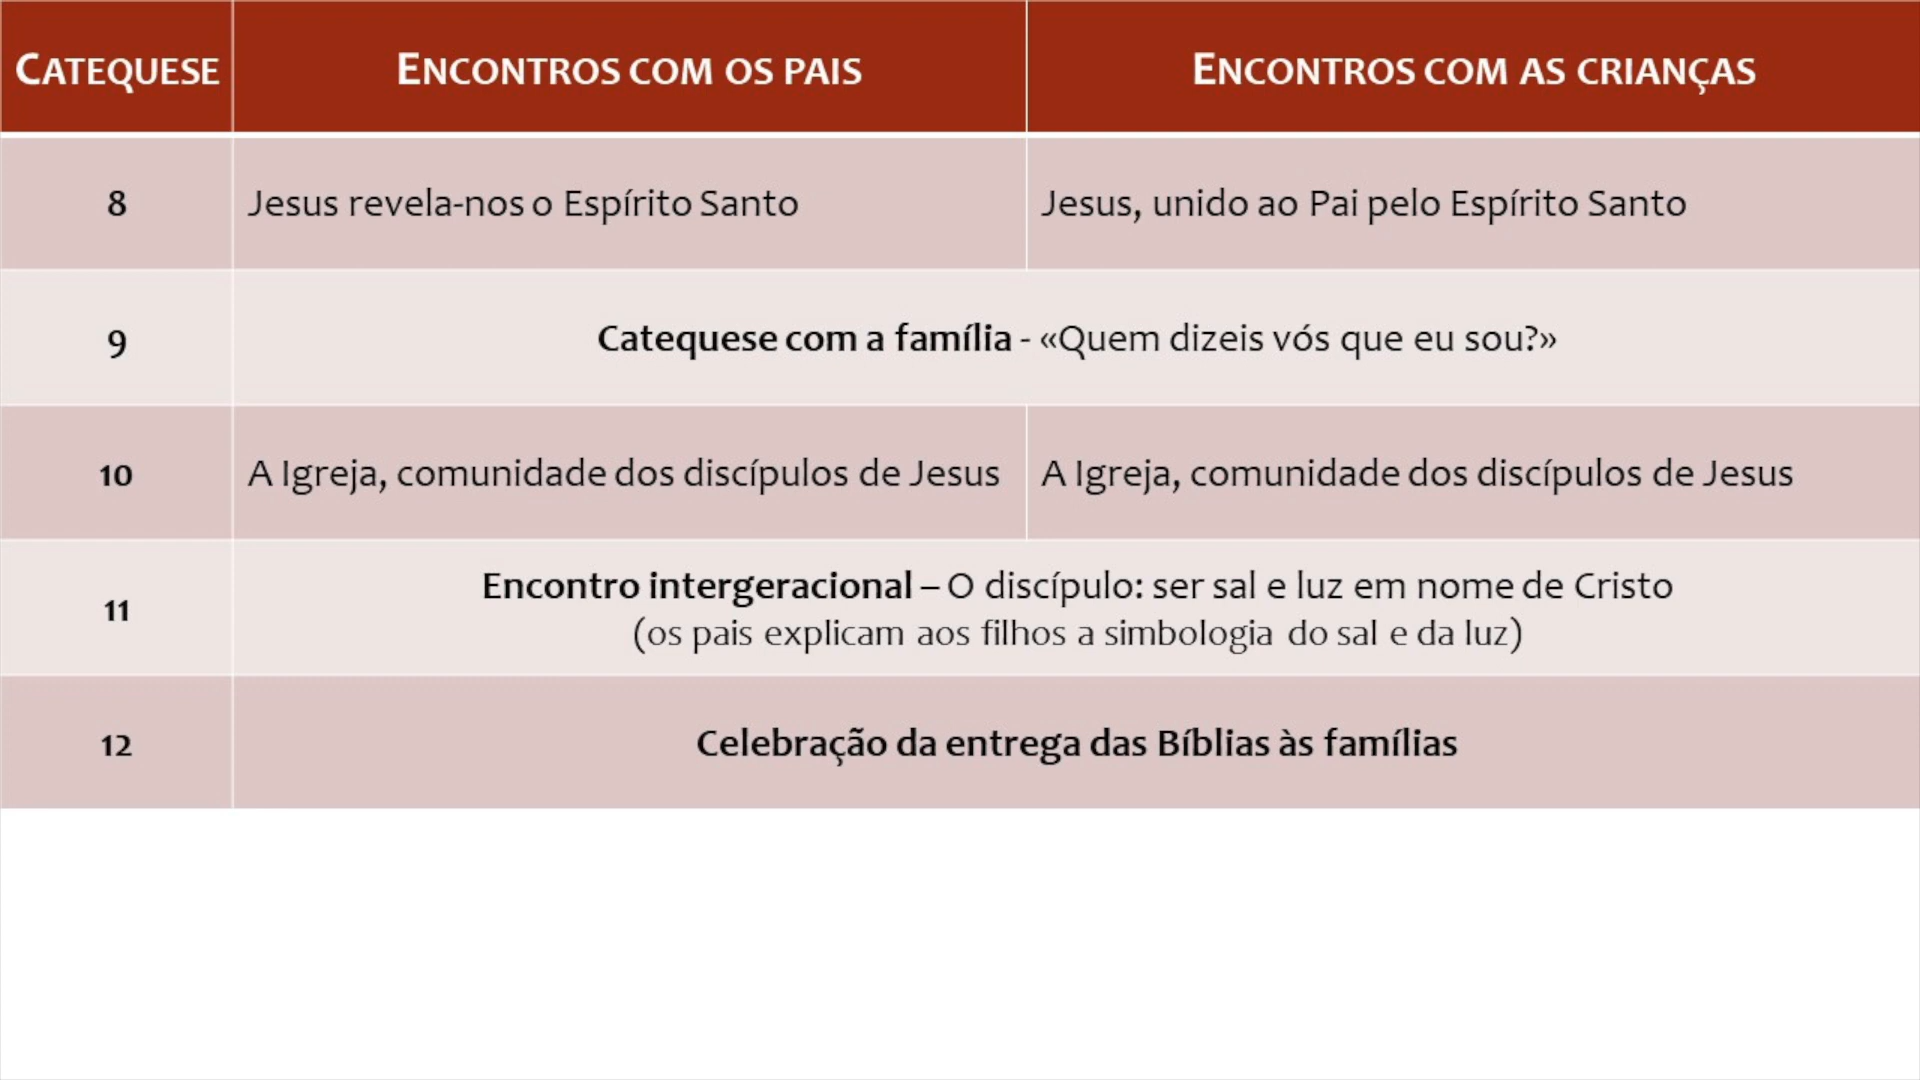 CATEQUESE ENCONTROS COM OS PAIS ENCONTROS COM AS CRIANÇAS
8 Jesus revela-nos o Espírito Santo Jesus, unido ao Pai pelo Espírito Santo
9 Catequese com a família - «Quem dizeis vós que eu sou?»
10 A Igreja, comunidade dos discípulos de Jesus A Igreja, comunidade dos discípulos de Jesus
11 Encontro intergeracional – O discípulo: ser sal e luz em nome de Cristo
(os pais explicam aos filhos a simbologia do sal e da luz)
12 Celebração da entrega das Bíblias às famílias